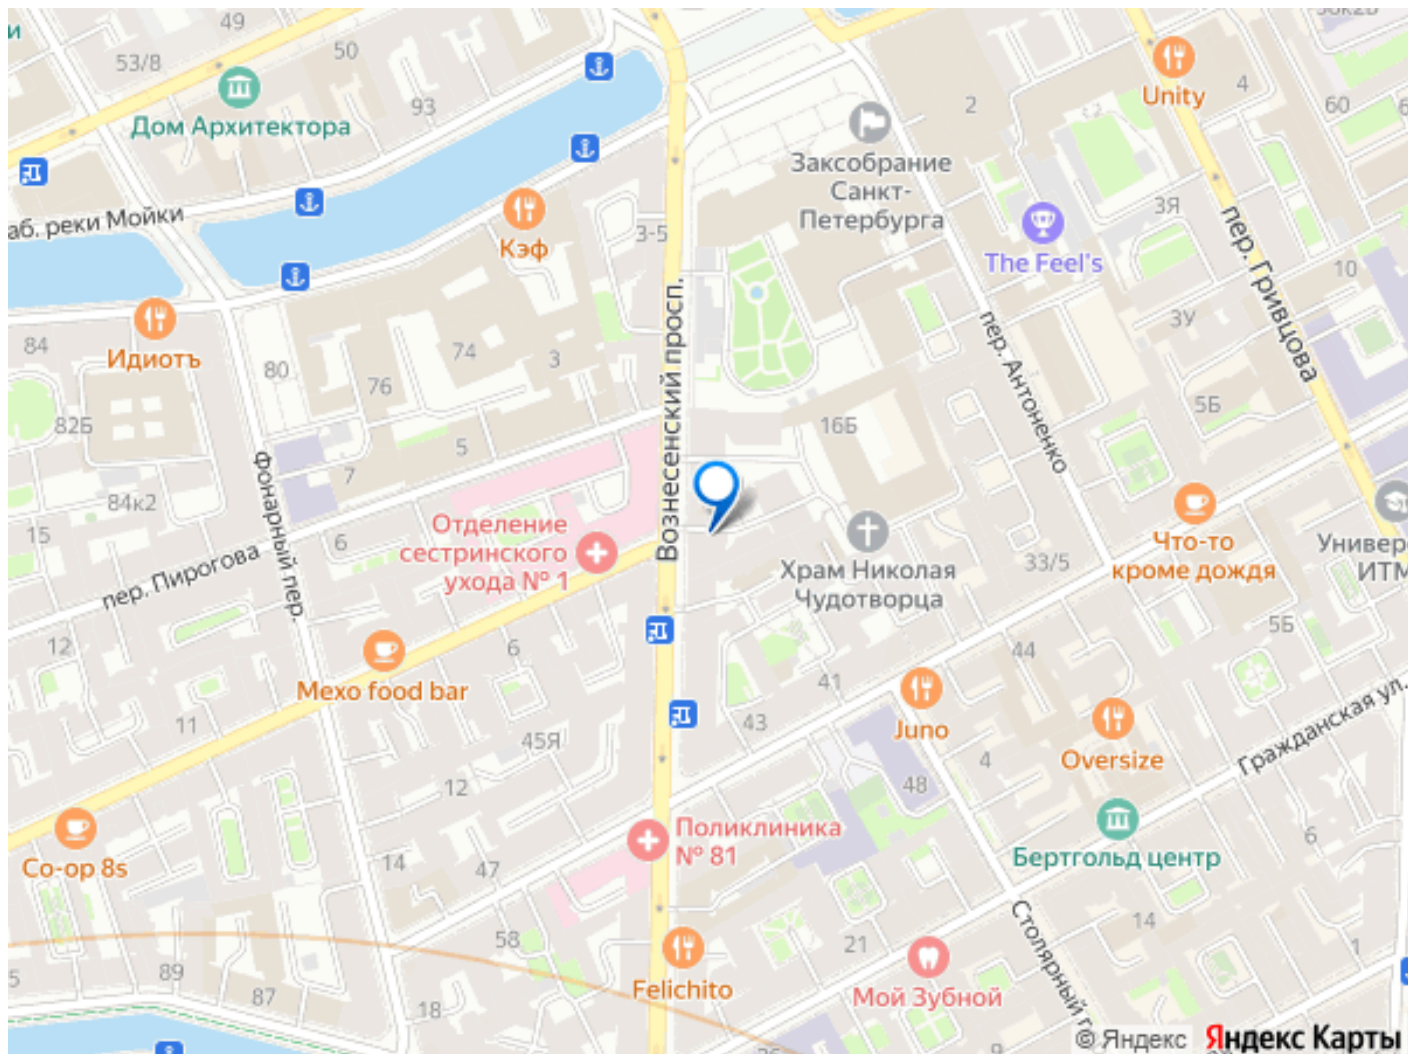 49
50
53/8
93
Дом Архитектора
Unity
4
60
2
Заксобрание
Санкт-
Петербурга
The Feel's
3Я
пер. Гривцова
10
3У
наб. реки Мойки
Кэф
3-5
Вознесенский просп.
Идиотъ
84
80
74
76
3
82Б
5
7
84к2
15
Фонарный пер.
пер. Пирогова
6
16Б
пер. Антоненко
5Б
Отделение
сестринского
ухода № 1
Храм Николая
Чудотворца
33/5
Что-то
кроме дождя
Универс
ИТМ
12
Mexo food bar
6
11
45Я
12
41
43
44
5Б
Juno
Oversize
Гражданская ул.
4
48
Бертгольд центр
6
Co-op 8s
14
47
Поликлиника
№ 81
58
89
87
18
5
Felichito
21
Мой Зубной
14
1
Столярный п
9
© Яндекс
Яндекс Карты